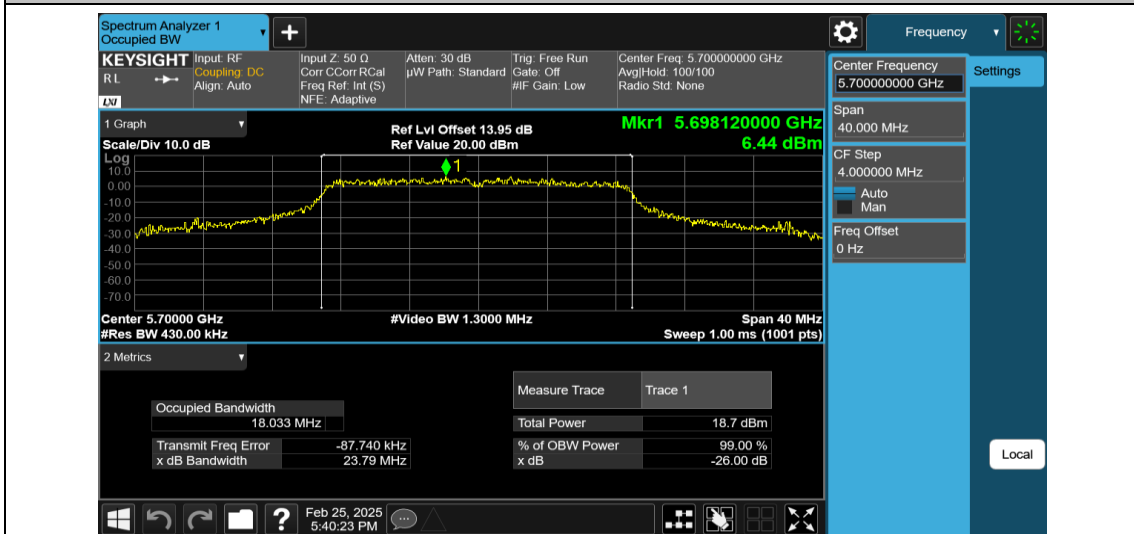 Spectrum Analyzer 1
Occupied BW
+
Frequency
KEYSIGHT
RL
LXI
Input: RF
Coupling: DC
Align: Auto
Input Z: 50 Ω
Corr CCorr RCal
Freq Ref: Int (S)
NFE: Adaptive
Atten: 30 dB
µW Path: Standard
Trig: Free Run
Gate: Off
#IF Gain: Low
Center Freq: 5.700000000 GHz
Avg|Hold: 100/100
Radio Std: None
Center Frequency
5.700000000 GHz
Settings
Span
40.000 MHz
CF Step
4.000000 MHz
Auto
Man
Freq Offset
0 Hz
Local
1 Graph
Scale/Div 10.0 dB
Ref Lvl Offset 13.95 dB
Ref Value 20.00 dBm
Mkr1 5.698120000 GHz
6.44 dBm
Log
1
10.0
0.00
-10.0
-20.0
-30.0
-40.0
-50.0
-60.0
-70.0
Center 5.70000 GHz
#Video BW 1.3000 MHz
Span 40 MHz
#Res BW 430.00 kHz
Sweep 1.00 ms (1001 pts)
2 Metrics
Measure Trace Trace 1
Occupied Bandwidth
18.033 MHz
Total Power 18.7 dBm
Transmit Freq Error -87.740 kHz
% of OBW Power 99.00 %
x dB Bandwidth 23.79 MHz
x dB -26.00 dB
?
Feb 25, 2025
5:40:23 PM